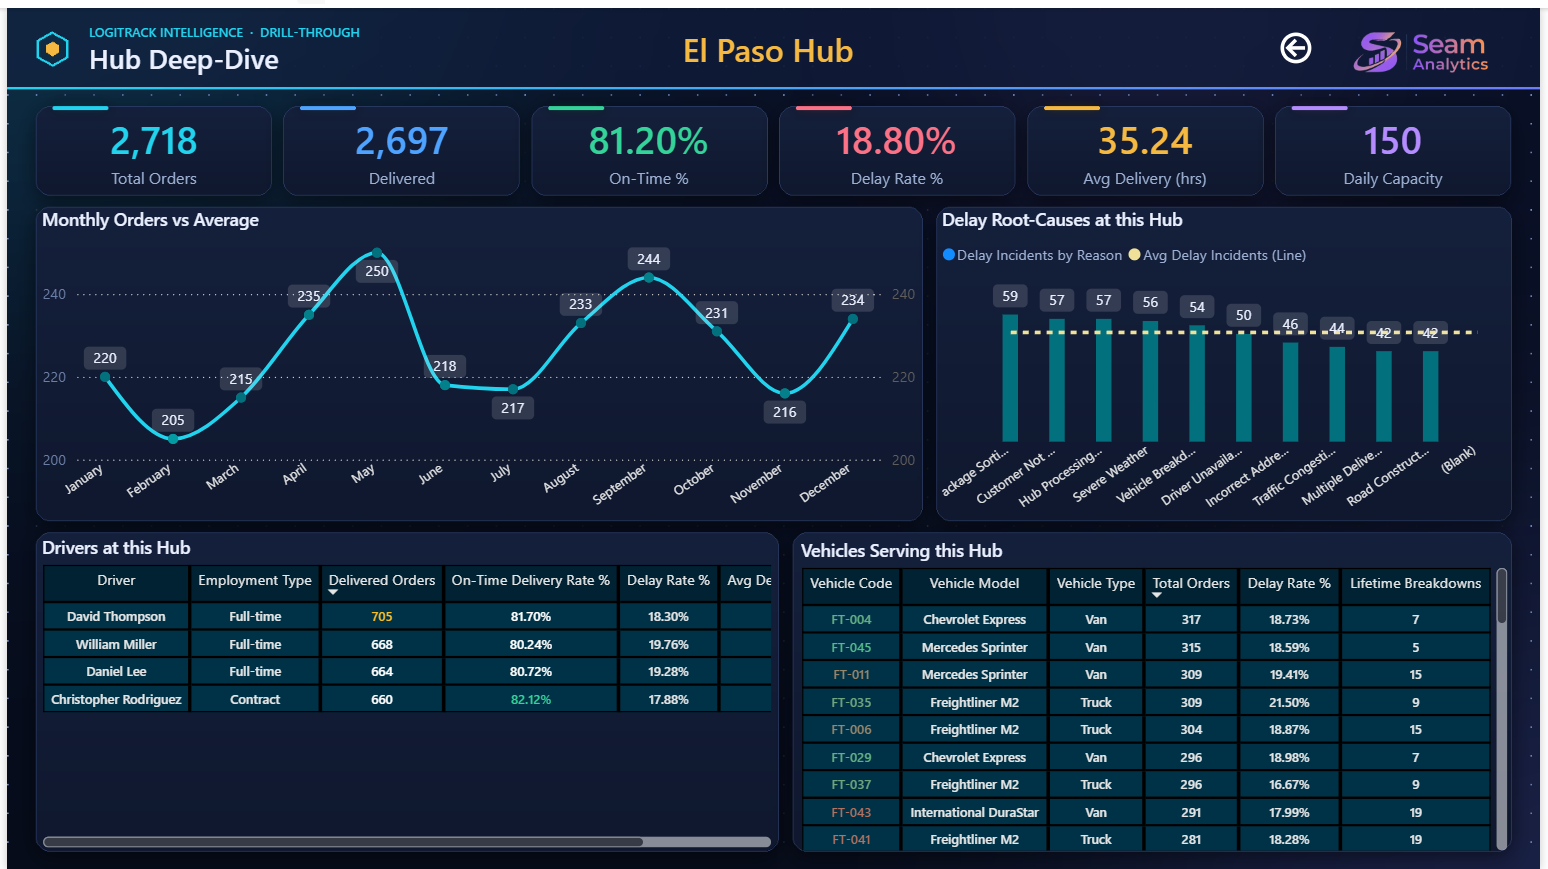 LOGITRACK INTELLIGENCE · DRILL-THROUGH
Hub Deep-Dive
El Paso Hub
Seam
Analytics
2,718
Total Orders
2,697
Delivered
81.20%
On-Time %
18.80%
Delay Rate %
35.24
Avg Delivery (hrs)
150
Daily Capacity
Monthly Orders vs Average
240
220
200
220
205
215
235
250
218
217
233
244
231
216
234
240
220
200
January
February
March
April
May
June
July
August
September
October
November
December
Delay Root-Causes at this Hub
Delay Incidents by Reason
Avg Delay Incidents (Line)
59
57
57
56
54
50
46
44
42
42
ackage Sorti...
Customer Not ...
Hub Processing...
Severe Weather
Vehicle Breakd...
Driver Unavaila...
Incorrect Addre...
Traffic Congesti...
Multiple Delive...
Road Construct...
(Blank)
Drivers at this Hub
Driver Employment Type Delivered Orders On-Time Delivery Rate % Delay Rate % Avg De
David Thompson Full-time 705 81.70% 18.30%
William Miller Full-time 668 80.24% 19.76%
Daniel Lee Full-time 664 80.72% 19.28%
Christopher Rodriguez Contract 660 82.12% 17.88%
Vehicles Serving this Hub
Vehicle Code Vehicle Model Vehicle Type Total Orders Delay Rate % Lifetime Breakdowns
FT-004 Chevrolet Express Van 317 18.73% 7
FT-045 Mercedes Sprinter Van 315 18.59% 5
FT-011 Mercedes Sprinter Van 309 19.41% 15
FT-035 Freightliner M2 Truck 309 21.50% 9
FT-006 Freightliner M2 Truck 304 18.87% 15
FT-029 Chevrolet Express Van 296 18.98% 7
FT-037 Freightliner M2 Truck 296 16.67% 9
FT-043 International DuraStar Van 291 17.99% 19
FT-041 Freightliner M2 Truck 281 18.28% 19